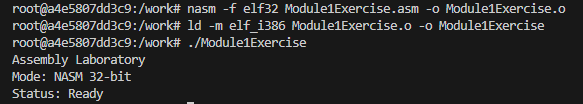 root@a4e5807dd3c9:/work# nasm -f elf32 Module1Exercise.asm -o Module1Exercise.o
root@a4e5807dd3c9:/work# ld -m elf_i386 Module1Exercise.o -o Module1Exercise
root@a4e5807dd3c9:/work# ./Module1Exercise
Assembly Laboratory
Mode: NASM 32-bit
Status: Ready